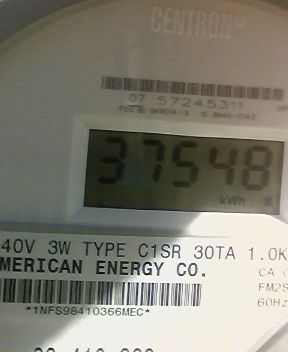 CENTRON
07 57245311
37548
kWh
40V 3W TYPE C1SR 30TA 1.0K
MERICAN ENERGY CO.
CA
FM2S
60Hz
*1NFS98410366MEC*